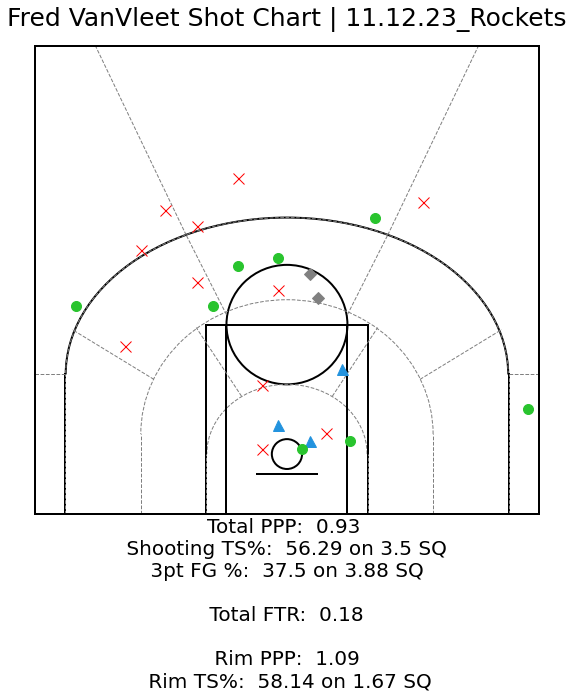 Fred VanVleet Shot Chart | 11.12.23_Rockets
Total PPP: 0.93
Shooting TS%: 56.29 on 3.5 SQ
3pt FG %: 37.5 on 3.88 SQ
Total FTR: 0.18
Rim PPP: 1.09
Rim TS%: 58.14 on 1.67 SQ